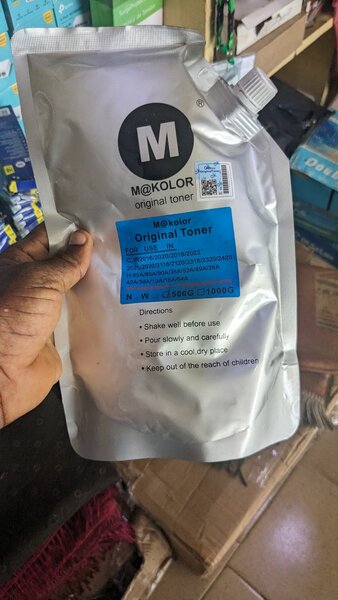 M
®
M@KOLOR
original toner
M@kolor
Original Toner
FOR USE IN
N. W.: 500G 1000G
Directions
• Shake well before use
• Pour slowly and carefully
• Store in a cool,dry place
• Keep out of the reach of children